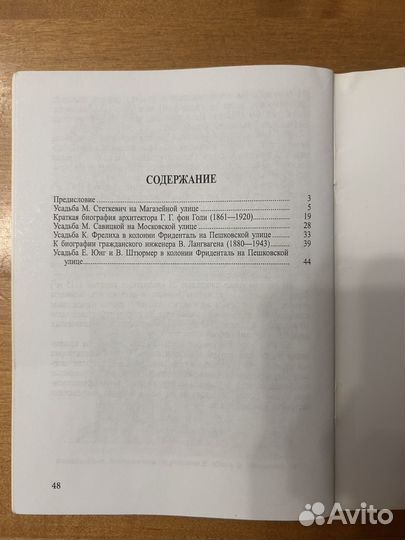 СОДЕРЖАНИЕ
Предисловие 3
Усадьба М. Стеткевич на Магазейной улице 5
Краткая биография архитектора Г. Г. фон Голи (1861—1920) 19
Усадьба М. Савицкой на Московской улице 28
Усадьба К. Фрелиха в колонии Фриденталь на Пешковской улице 33
К биографии гражданского инженера В. Лангвагена (1880—1943) 39
Усадьба Е. Юнг и В. Штюрмер в колонии Фриденталь на Пешковской
улице 44
48
Avito